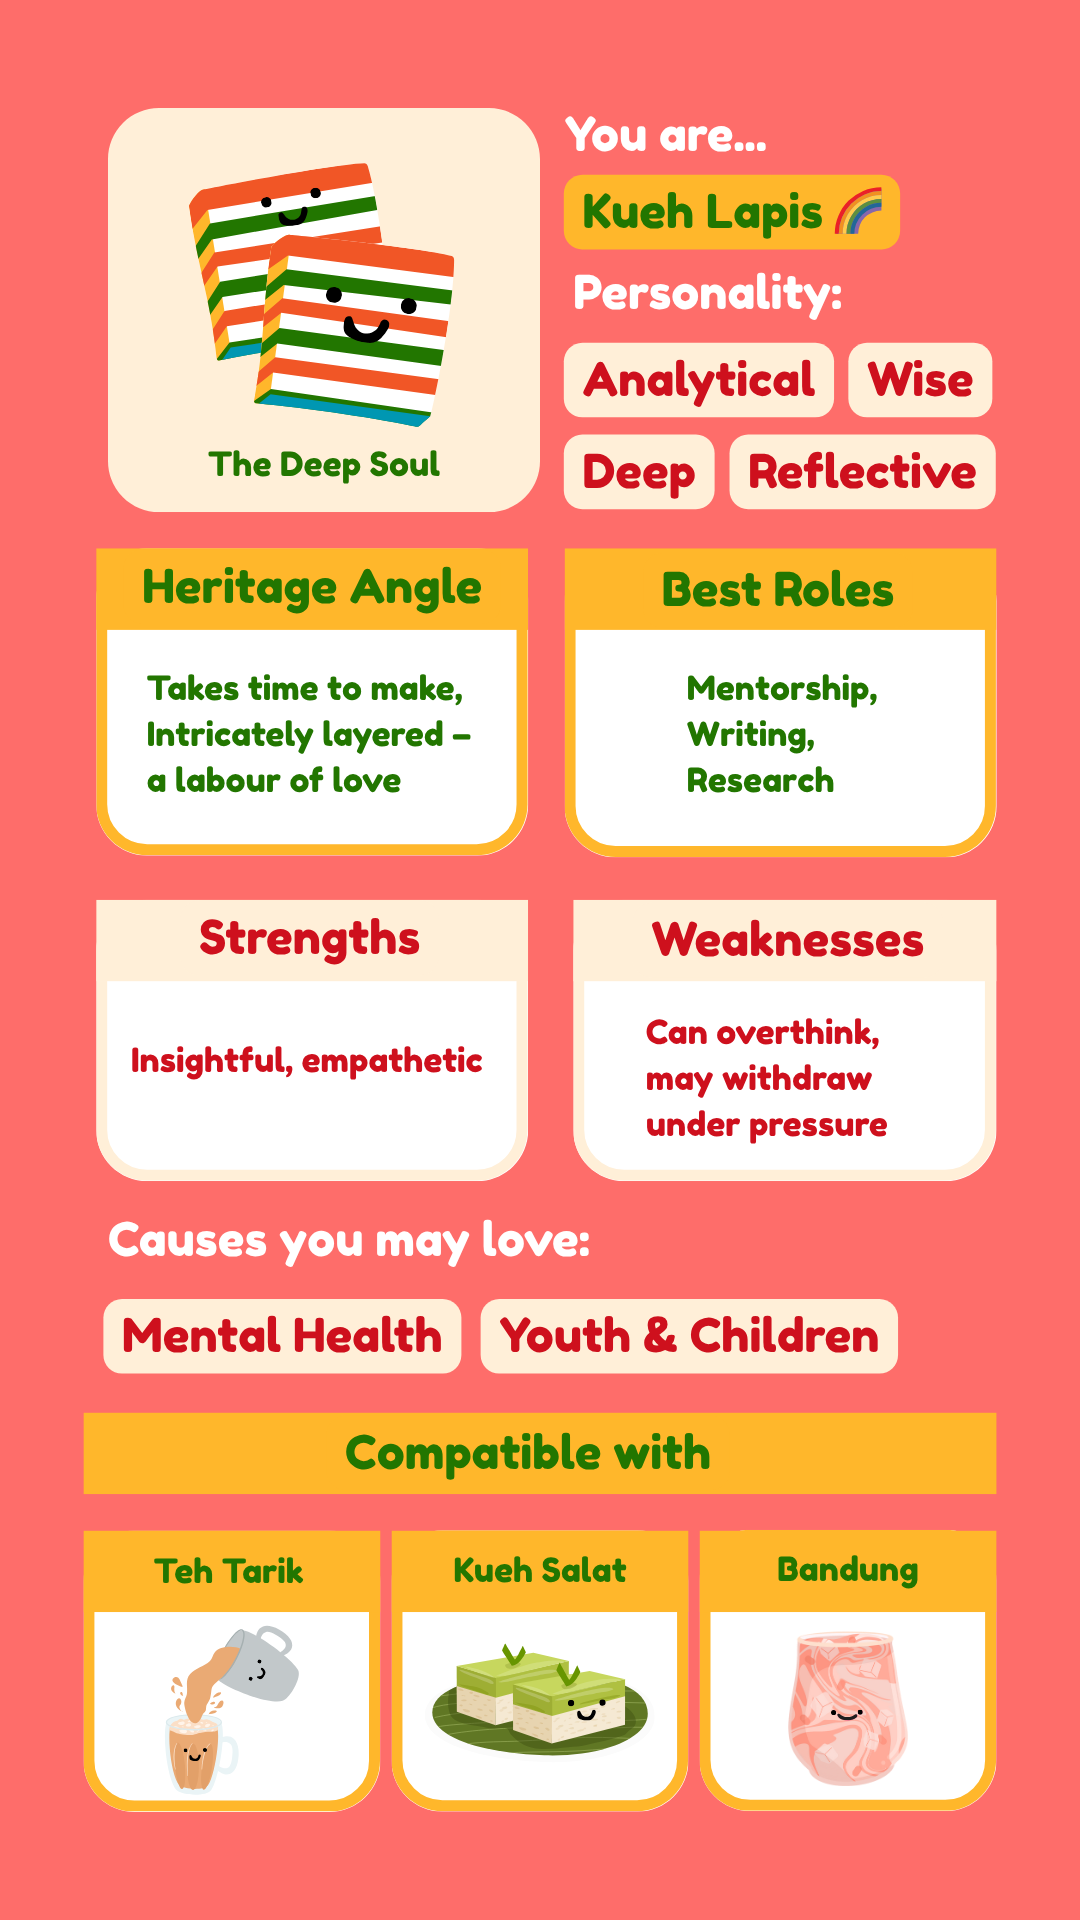 You are...
Kueh Lapis 🌈
Personality:
Analytical
Wise
Deep
Reflective
The Deep Soul
Heritage Angle
Takes time to make,
Intricately layered –
a labour of love
Best Roles
Mentorship,
Writing,
Research
Strengths
Insightful, empathetic
Weaknesses
Can overthink,
may withdraw
under pressure
Causes you may love:
Mental Health
Youth & Children
Compatible with
Teh Tarik
Kueh Salat
Bandung